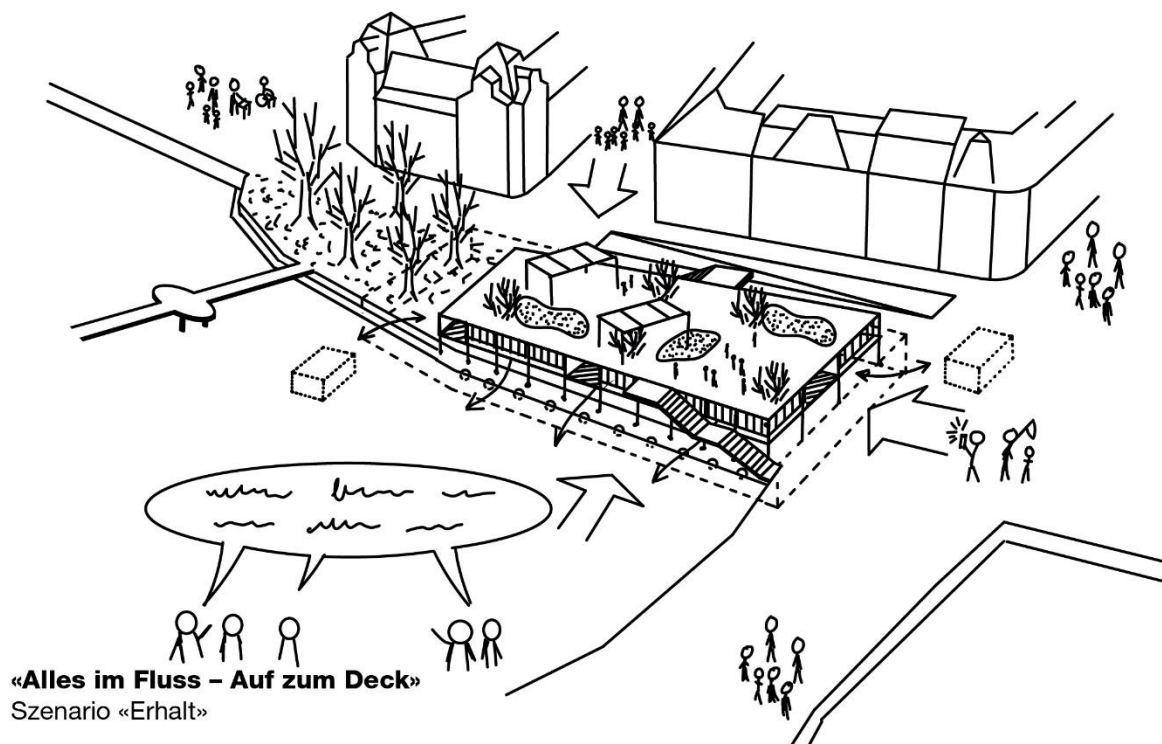 «Alles im Fluss – Auf zum Deck»
Szenario «Erhalt»